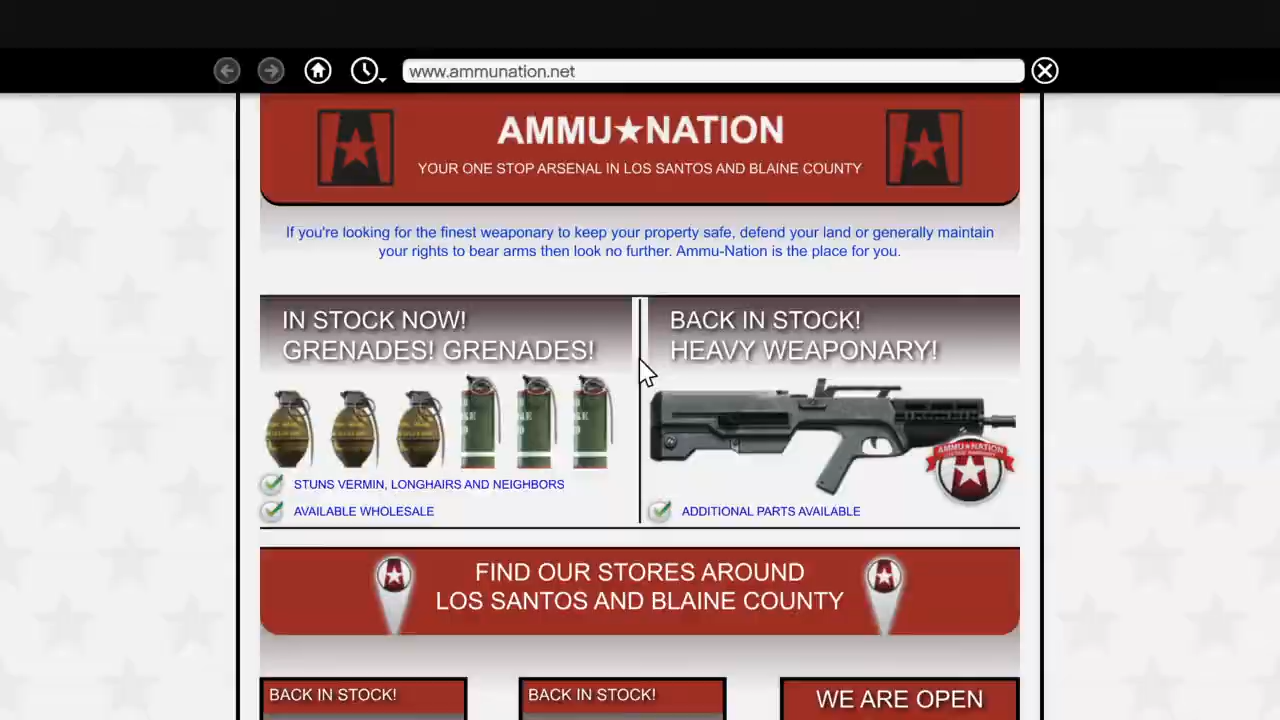 www.ammunation.net
AMMU★NATION
YOUR ONE STOP ARSENAL IN LOS SANTOS AND BLAINE COUNTY
If you're looking for the finest weaponary to keep your property safe, defend your land or generally maintain
your rights to bear arms then look no further. Ammu-Nation is the place for you.
IN STOCK NOW!
GRENADES! GRENADES!
STUNS VERMIN, LONGHAIRS AND NEIGHBORS
AVAILABLE WHOLESALE
BACK IN STOCK!
HEAVY WEAPONARY!
AMMU★NATION
ADDITIONAL PARTS AVAILABLE
FIND OUR STORES AROUND
LOS SANTOS AND BLAINE COUNTY
BACK IN STOCK!
BACK IN STOCK!
WE ARE OPEN